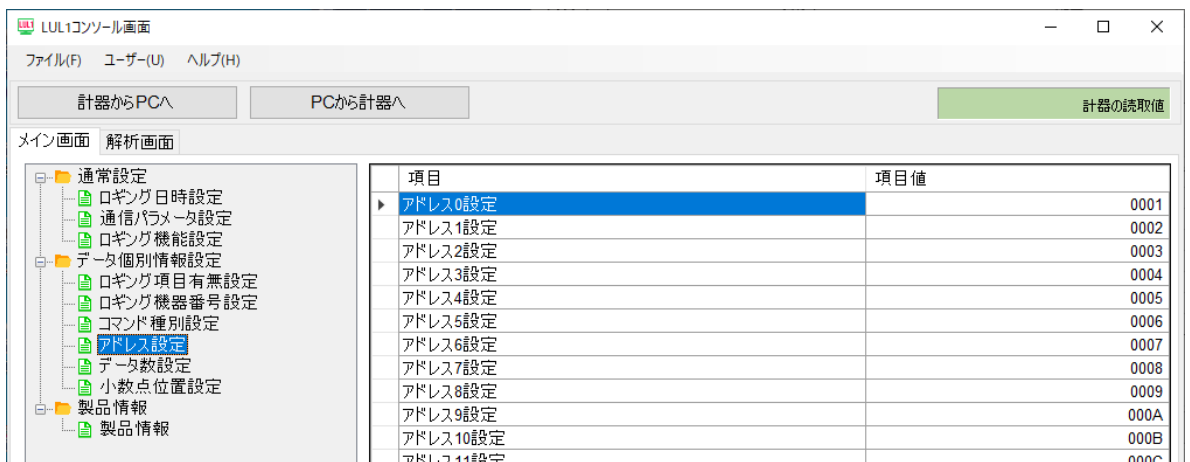 LUL1コンソール画面
ファイル(F) ユーザー(U) ヘルプ(H)
計器からPCへ PCから計器へ 計器の読取値
メイン画面 解析画面
通常設定
ロギング日時設定
通信パラメータ設定
ロギング機能設定
データ個別情報設定
ロギング項目有無設定
ロギング機器番号設定
コマンド種別設定
アドレス設定
データ数設定
小数点位置設定
製品情報
製品情報
項目 項目値
アドレス0設定 0001
アドレス1設定 0002
アドレス2設定 0003
アドレス3設定 0004
アドレス4設定 0005
アドレス5設定 0006
アドレス6設定 0007
アドレス7設定 0008
アドレス8設定 0009
アドレス9設定 000A
アドレス10設定 000B
アドレス11設定 000C